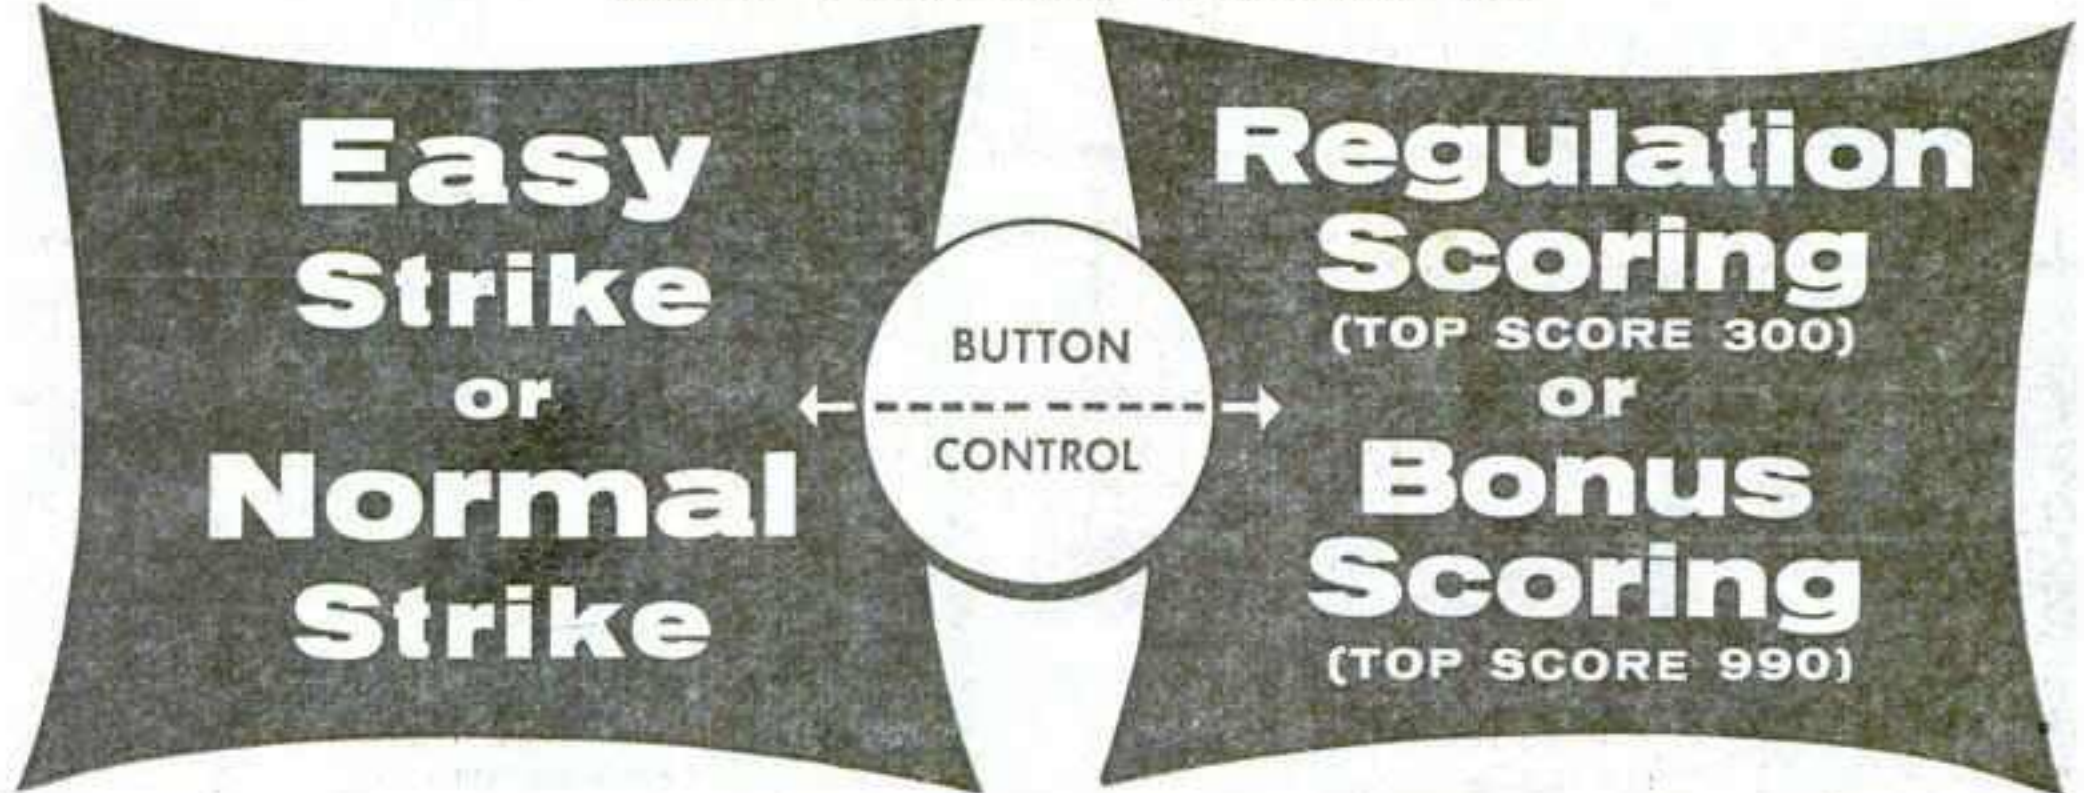 Easy
Strike
or
Normal
Strike
BUTTON
CONTROL
Regulation
Scoring
(TOP SCORE 300)
or
Bonus
Scoring
(TOP SCORE 990)